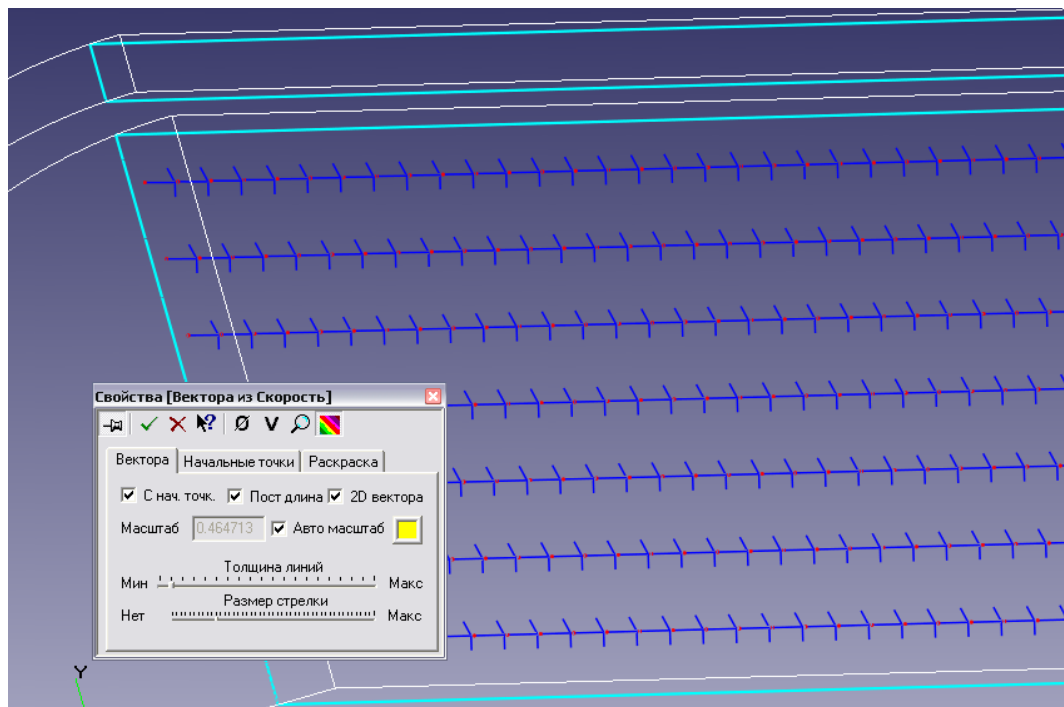 Свойства [Вектора из Скорость]
Вектора Начальные точки Раскраска
С нач. точк. Пост длина 2D вектора
Масштаб 0.464713 Авто масштаб
Толщина линий
Мин Макс
Размер стрелки
Нет Макс
Y